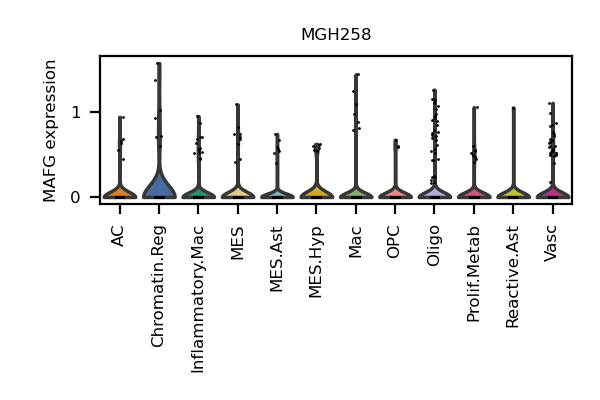 MGH258
MAFG expression
1
0
AC
Chromatin.Reg
Inflammatory.Mac
MES
MES.Ast
MES.Hyp
Mac
OPC
Oligo
Prolif.Metab
Reactive.Ast
Vasc